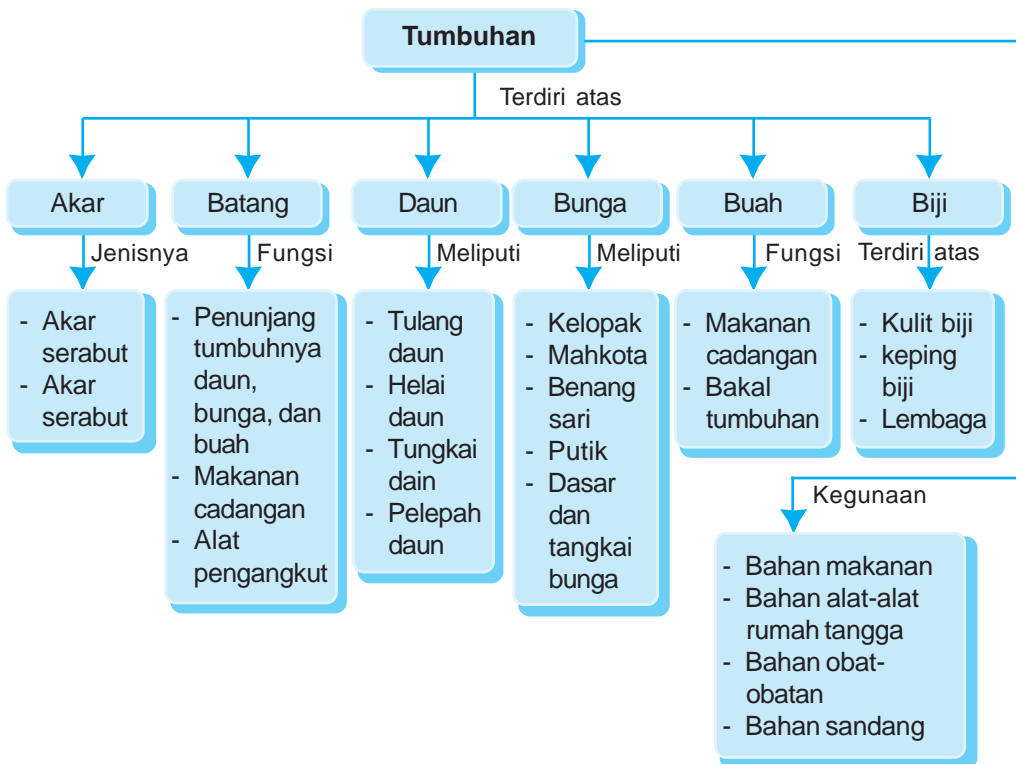 Tumbuhan
Terdiri atas
Akar
Batang
Daun
Bunga
Buah
Biji
Jenisnya
Fungsi
Meliputi
Meliputi
Fungsi
Terdiri atas
- Akar
serabut
- Akar
serabut
- Penunjang
tumbuhnya
daun,
bunga, dan
buah
- Makanan
cadangan
- Alat
pengangkut
- Tulang
daun
- Helai
daun
- Tungkai
dain
- Pelepah
daun
- Kelopak
- Mahkota
- Benang
sari
- Putik
- Dasar
dan
tangkai
bunga
- Makanan
cadangan
- Bakal
tumbuhan
- Kulit biji
- keping
biji
- Lembaga
Kegunaan
- Bahan makanan
- Bahan alat-alat
rumah tangga
- Bahan obat-
obatan
- Bahan sandang